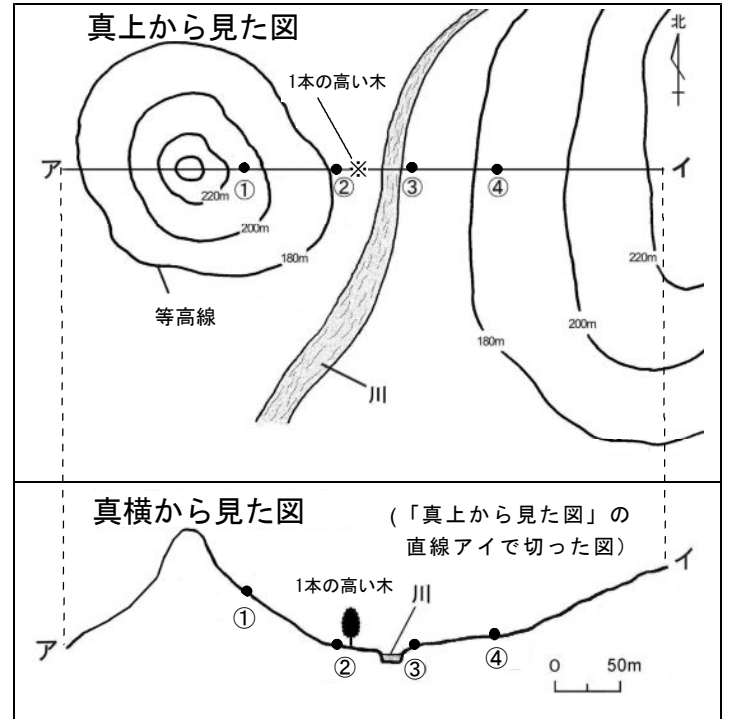 真上から見た図
北
1本の高い木
ア
①
②
③
④
イ
220m
200m
180m
220m
200m
180m
等高線
川
真横から見た図
(「真上から見た図」の
直線アイで切った図)
1本の高い木
川
イ
①
ア
②
③
④
0 50m